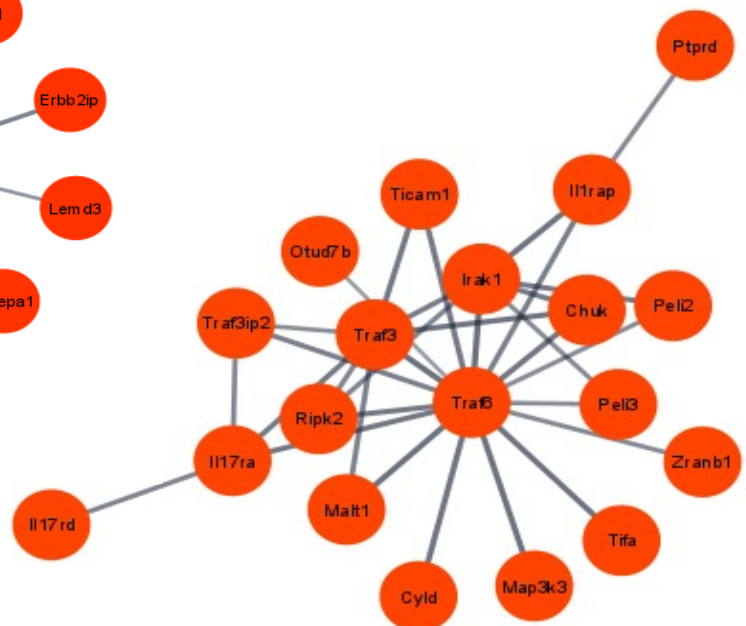 Ptprd
Erbb2ip
Il1rap
Ticam1
Lemd3
Otud7b
Irak1
epa1
Peli2
Chuk
Traf3ip2
Traf3
Traf6
Peli3
Ripk2
Il17ra
Zranb1
Malt1
Il17rd
Tifa
Map3k3
Cyld